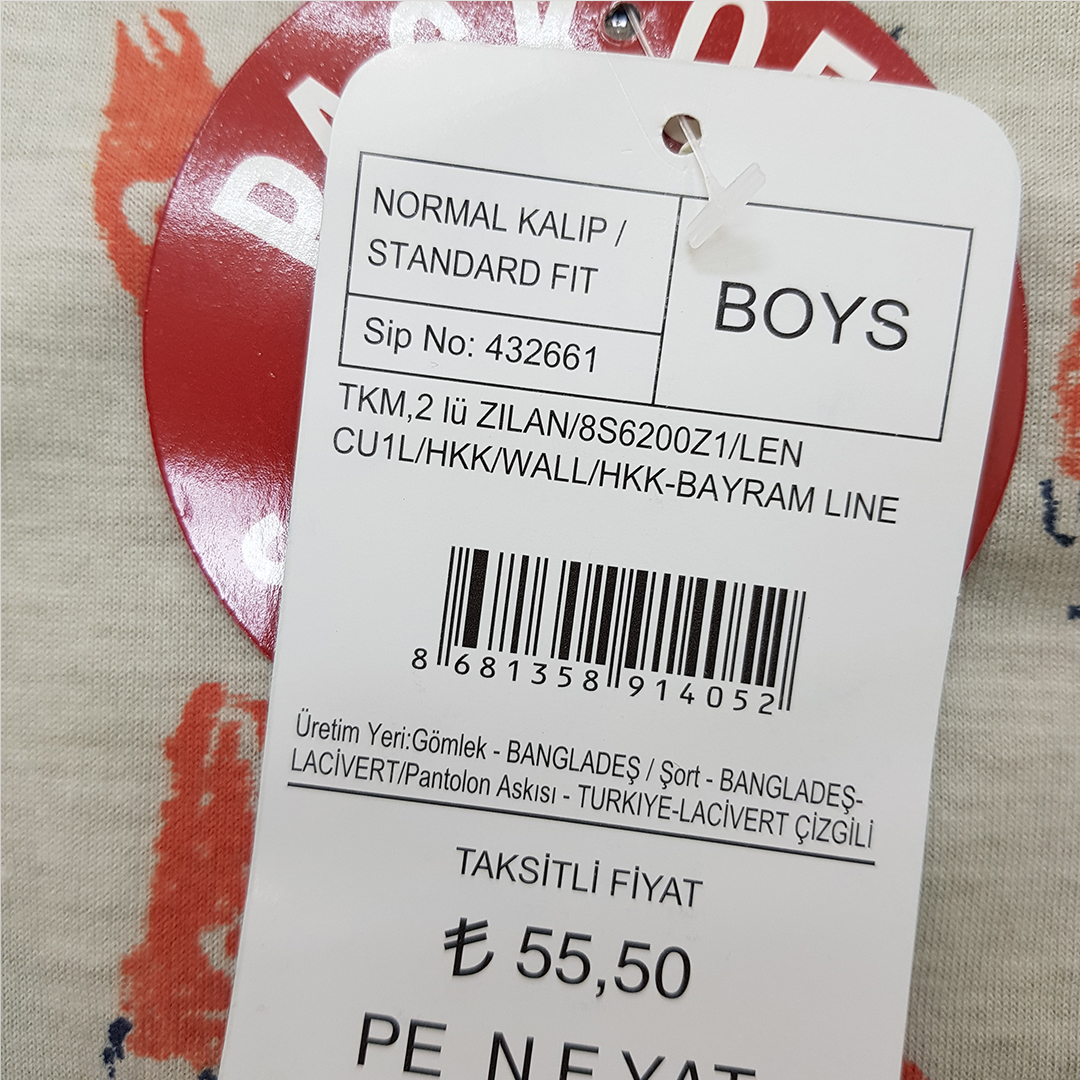 NORMAL KALIP /
STANDARD FIT
BOYS
Sip No: 432661
TKM,2 lü ZILAN/8S6200Z1/LEN
CU1L/HKK/WALL/HKK-BAYRAM LINE
8 681358 914052
Üretim Yeri:Gömlek - BANGLADEŞ / Şort - BANGLADEŞ-
LACİVERT/Pantolon Askısı - TURKIYE-LACİVERT ÇİZGİLİ
TAKSİTLİ FİYAT
₺ 55,50